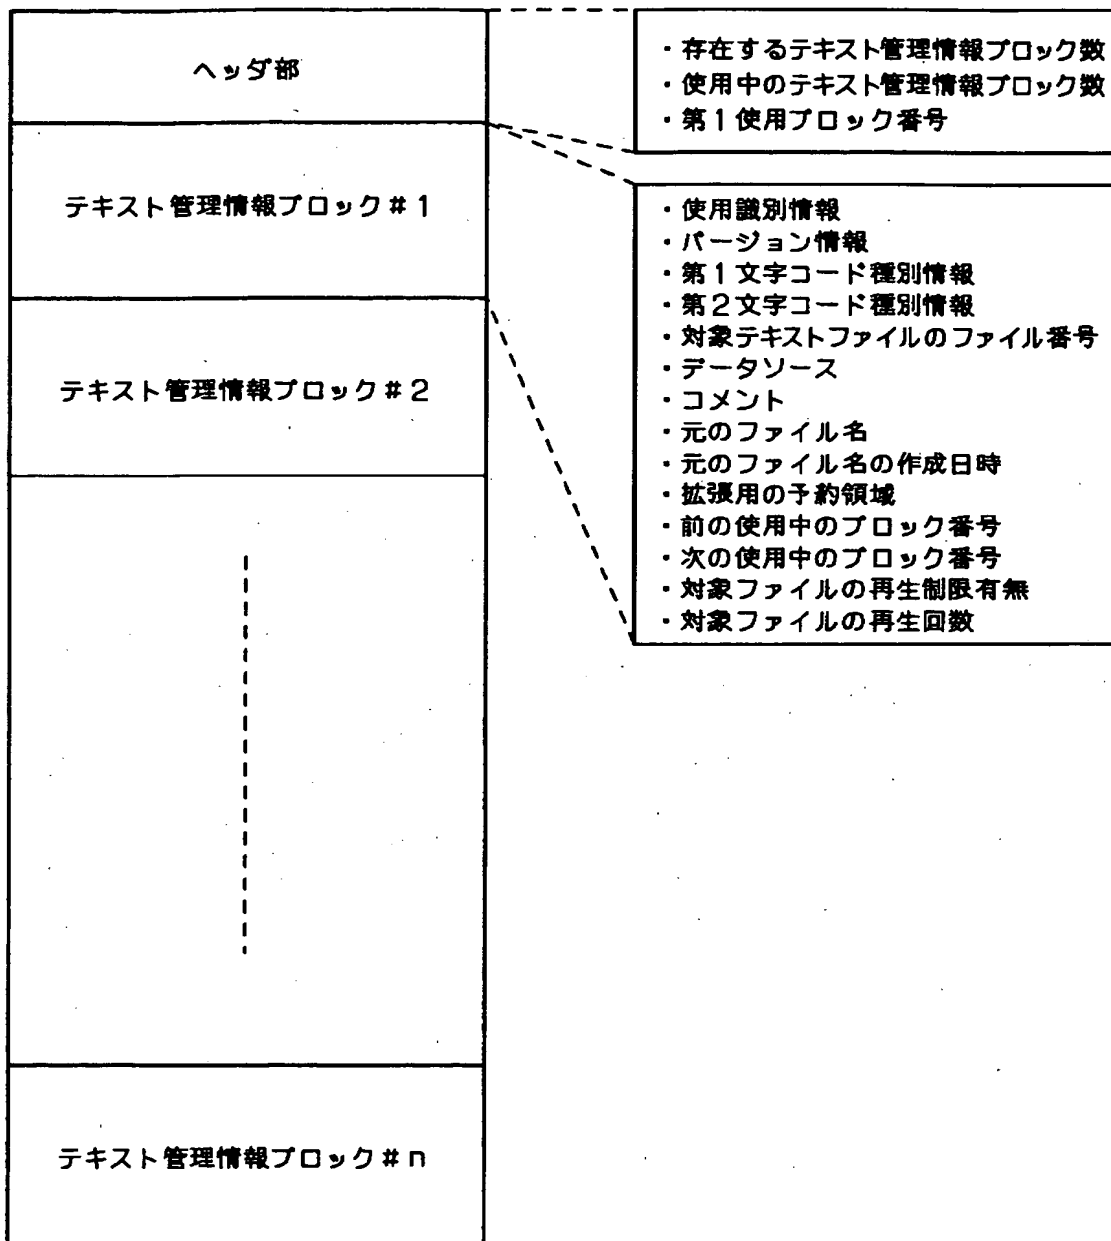 ヘッダ部
テキスト管理情報ブロック#1
テキスト管理情報ブロック#2
テキスト管理情報ブロック#n
・存在するテキスト管理情報ブロック数
・使用中のテキスト管理情報ブロック数
・第1使用ブロック番号
・使用識別情報
・バージョン情報
・第1文字コード種別情報
・第2文字コード種別情報
・対象テキストファイルのファイル番号
・データソース
・コメント
・元のファイル名
・元のファイル名の作成日時
・拡張用の予約領域
・前の使用中のブロック番号
・次の使用中のブロック番号
・対象ファイルの再生制限有無
・対象ファイルの再生回数